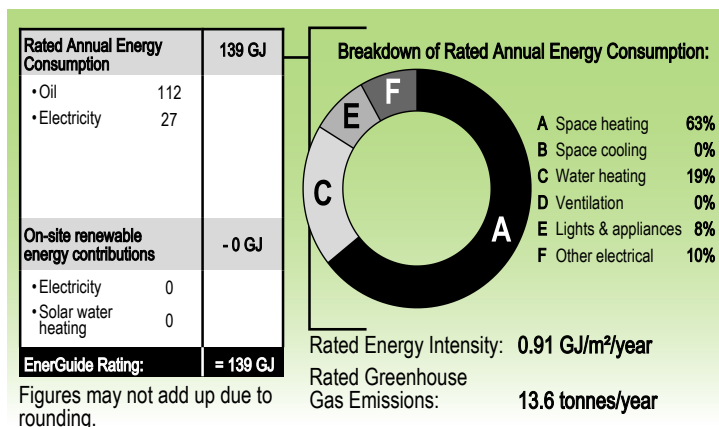 Rated Annual Energy
Consumption
139 GJ
• Oil 112
• Electricity 27
On-site renewable
energy contributions
- 0 GJ
• Electricity 0
• Solar water
heating 0
EnerGuide Rating: = 139 GJ
Figures may not add up due to
rounding.
Breakdown of Rated Annual Energy Consumption:
F
E
C
A
A Space heating 63%
B Space cooling 0%
C Water heating 19%
D Ventilation 0%
E Lights & appliances 8%
F Other electrical 10%
Rated Energy Intensity: 0.91 GJ/m²/year
Rated Greenhouse
Gas Emissions: 13.6 tonnes/year